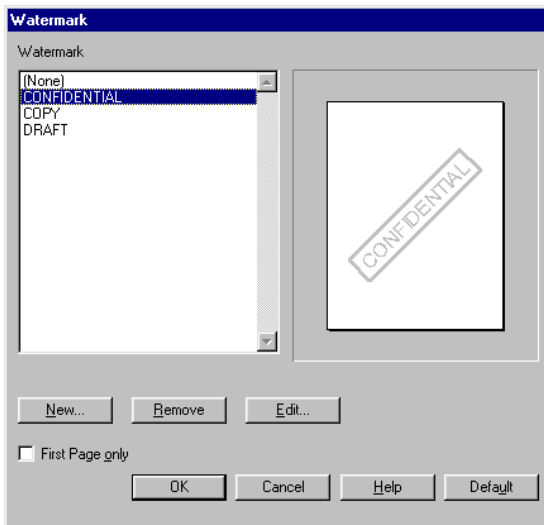 Watermark
Watermark
(None)
CONFIDENTIAL
COPY
DRAFT
CONFIDENTIAL
New...
Remove
Edit...
First Page only
OK
Cancel
Help
Default